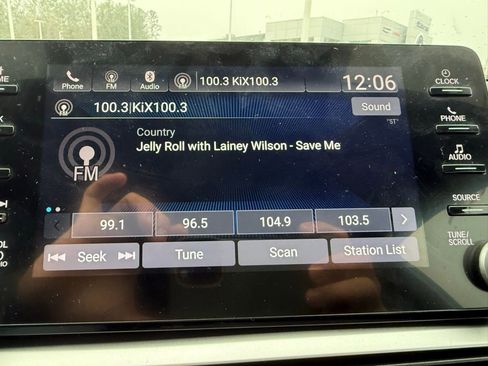 Phone FM Bluetooth 100.3 KiX100.3 12:06
CLOCK
100.3|KiX100.3 Sound
"ST"
Country
Jelly Roll with Lainey Wilson - Save Me
FM
PHONE
AUDIO
SOURCE
99.1 96.5 104.9 103.5
Seek Tune Scan Station List
TUNE/
SCROLL